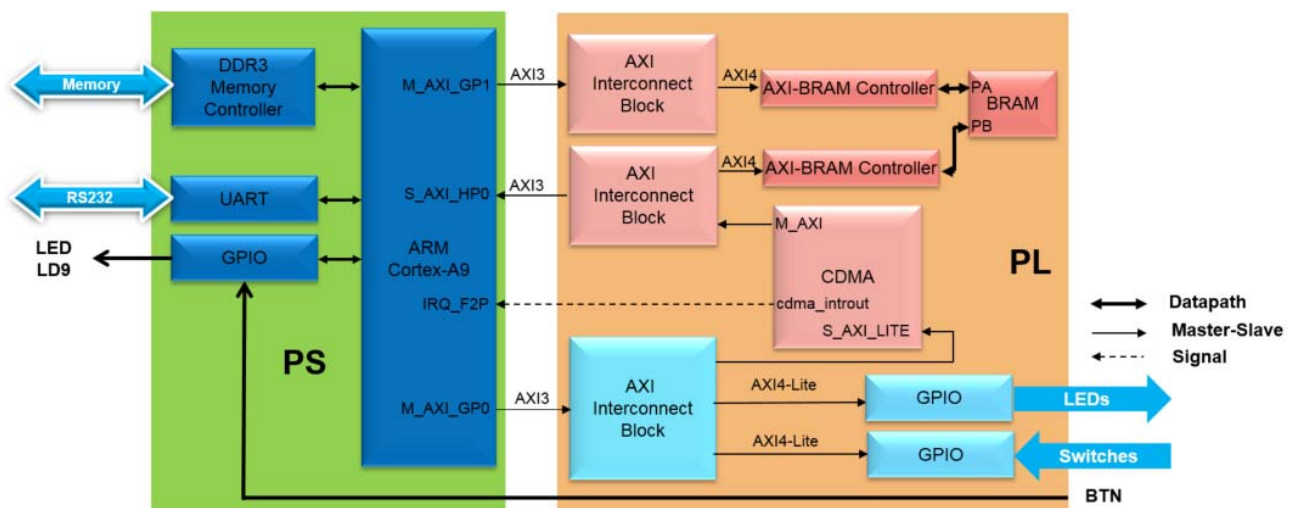 Memory
DDR3
Memory
Controller
RS232
UART
LED
LD9
GPIO
PS
M_AXI_GP1
S_AXI_HP0
ARM
Cortex-A9
IRQ_F2P
M_AXI_GP0
AXI3
AXI
Interconnect
Block
AXI4
AXI-BRAM Controller
PA
BRAM
PB
AXI3
AXI
Interconnect
Block
AXI4
AXI-BRAM Controller
M_AXI
CDMA
cdma_introut
S_AXI_LITE
PL
AXI3
AXI
Interconnect
Block
AXI4-Lite
GPIO
LEDs
AXI4-Lite
GPIO
Switches
BTN
Datapath
Master-Slave
Signal